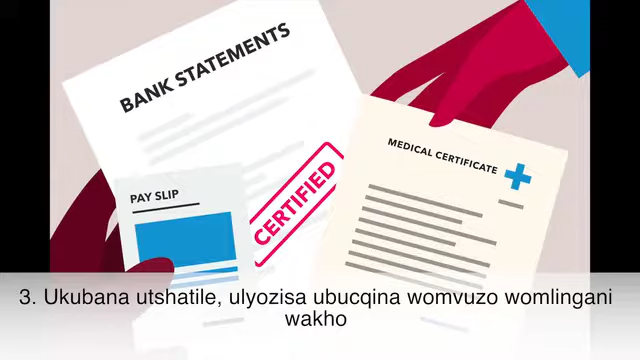 BANK STATEMENTS
PAY SLIP
CERTIFIED
MEDICAL CERTIFICATE
3. Ukubana utshatile, ulyozisa ubucqina womvuzo womlingani
wakho